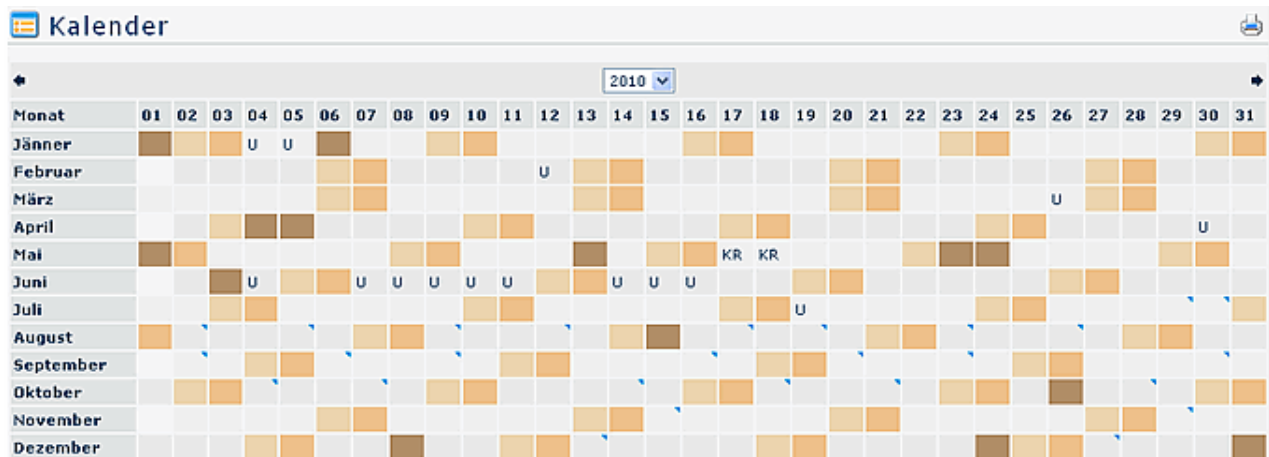 Kalender
2010
Monat 01 02 03 04 05 06 07 08 09 10 11 12 13 14 15 16 17 18 19 20 21 22 23 24 25 26 27 28 29 30 31
Jänner U U
Februar U
März U
April U
Mai KR KR
Juni U U U U U U U U U
Juli U
August
September
Oktober
November
Dezember